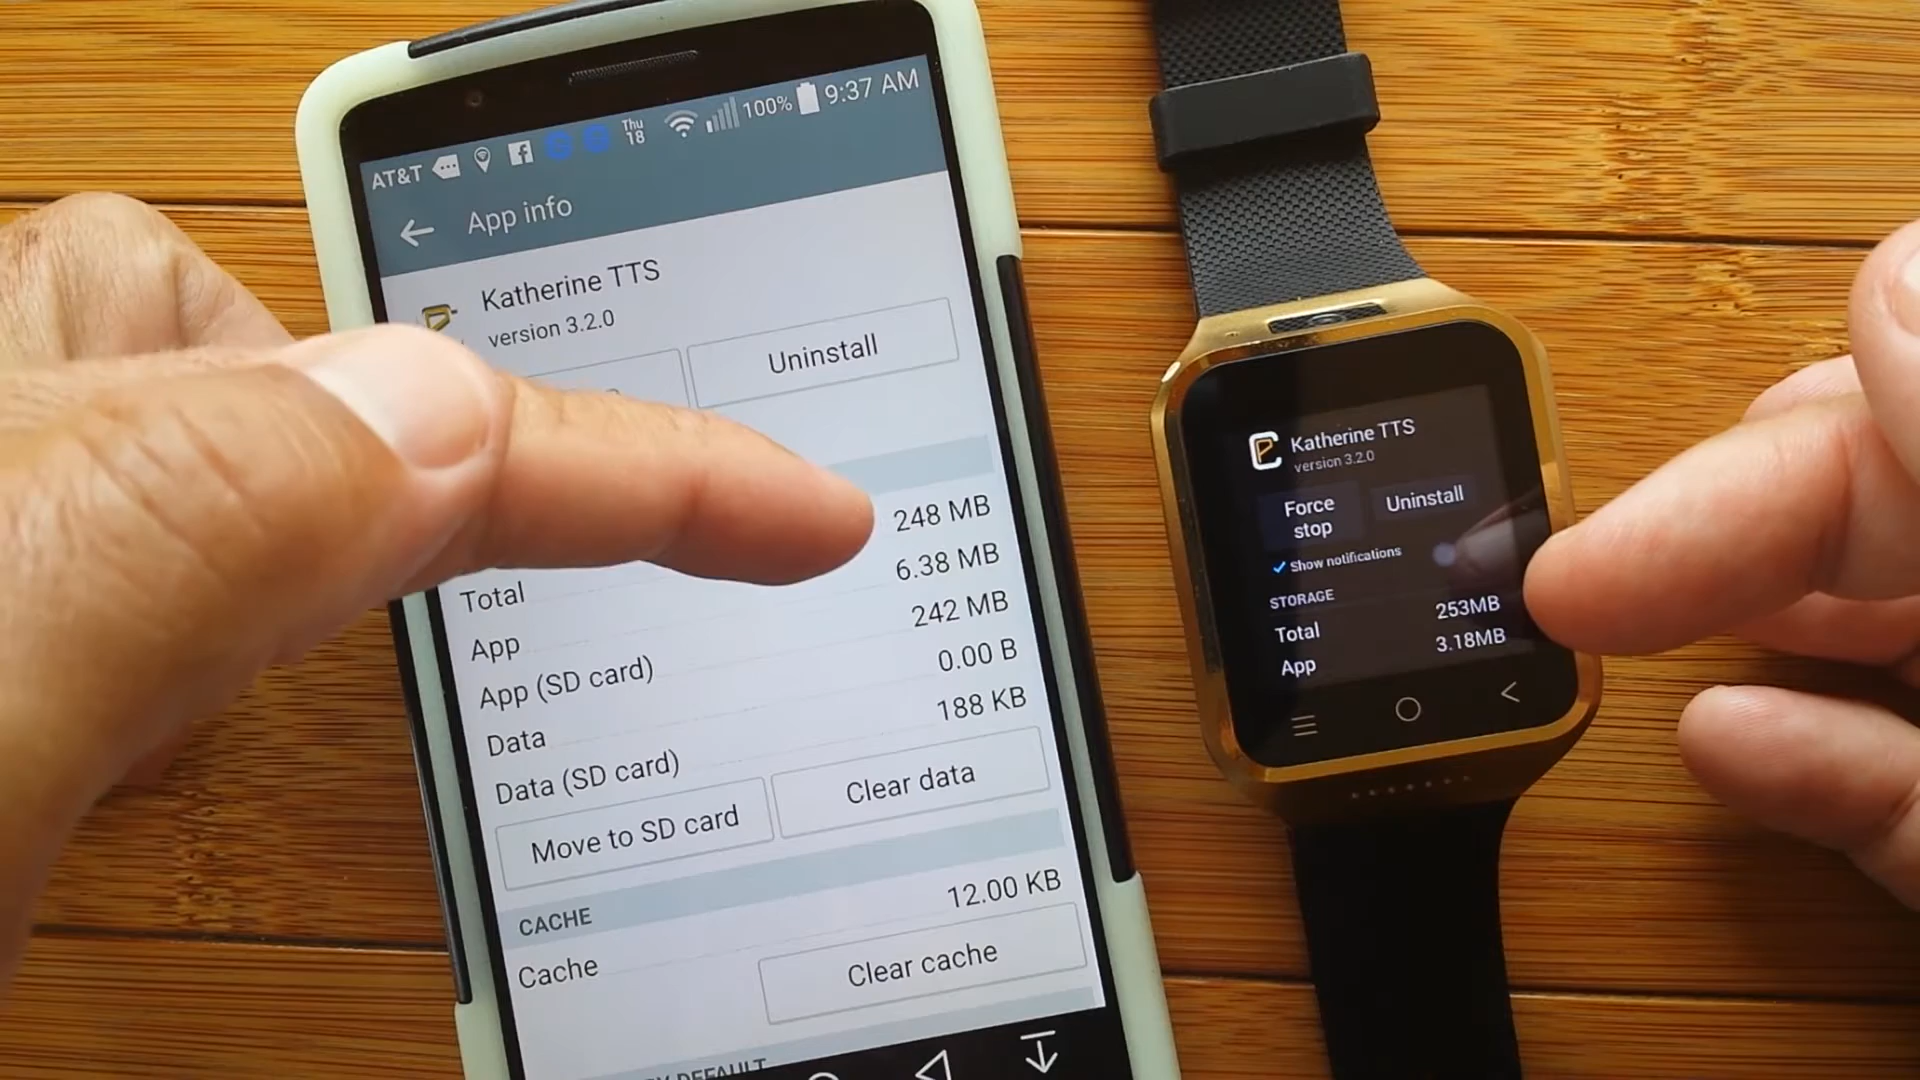 AT&T Thu 18 100% 9:37 AM
App info
Katherine TTS
version 3.2.0
Uninstall
Total 248 MB
App 6.38 MB
App (SD card) 242 MB
Data 0.00 B
Data (SD card) 188 KB
Move to SD card Clear data
CACHE
Cache 12.00 KB
Clear cache
DEFAULT
Katherine TTS
version 3.2.0
Force stop Uninstall
Show notifications
STORAGE
Total 253MB
App 3.18MB